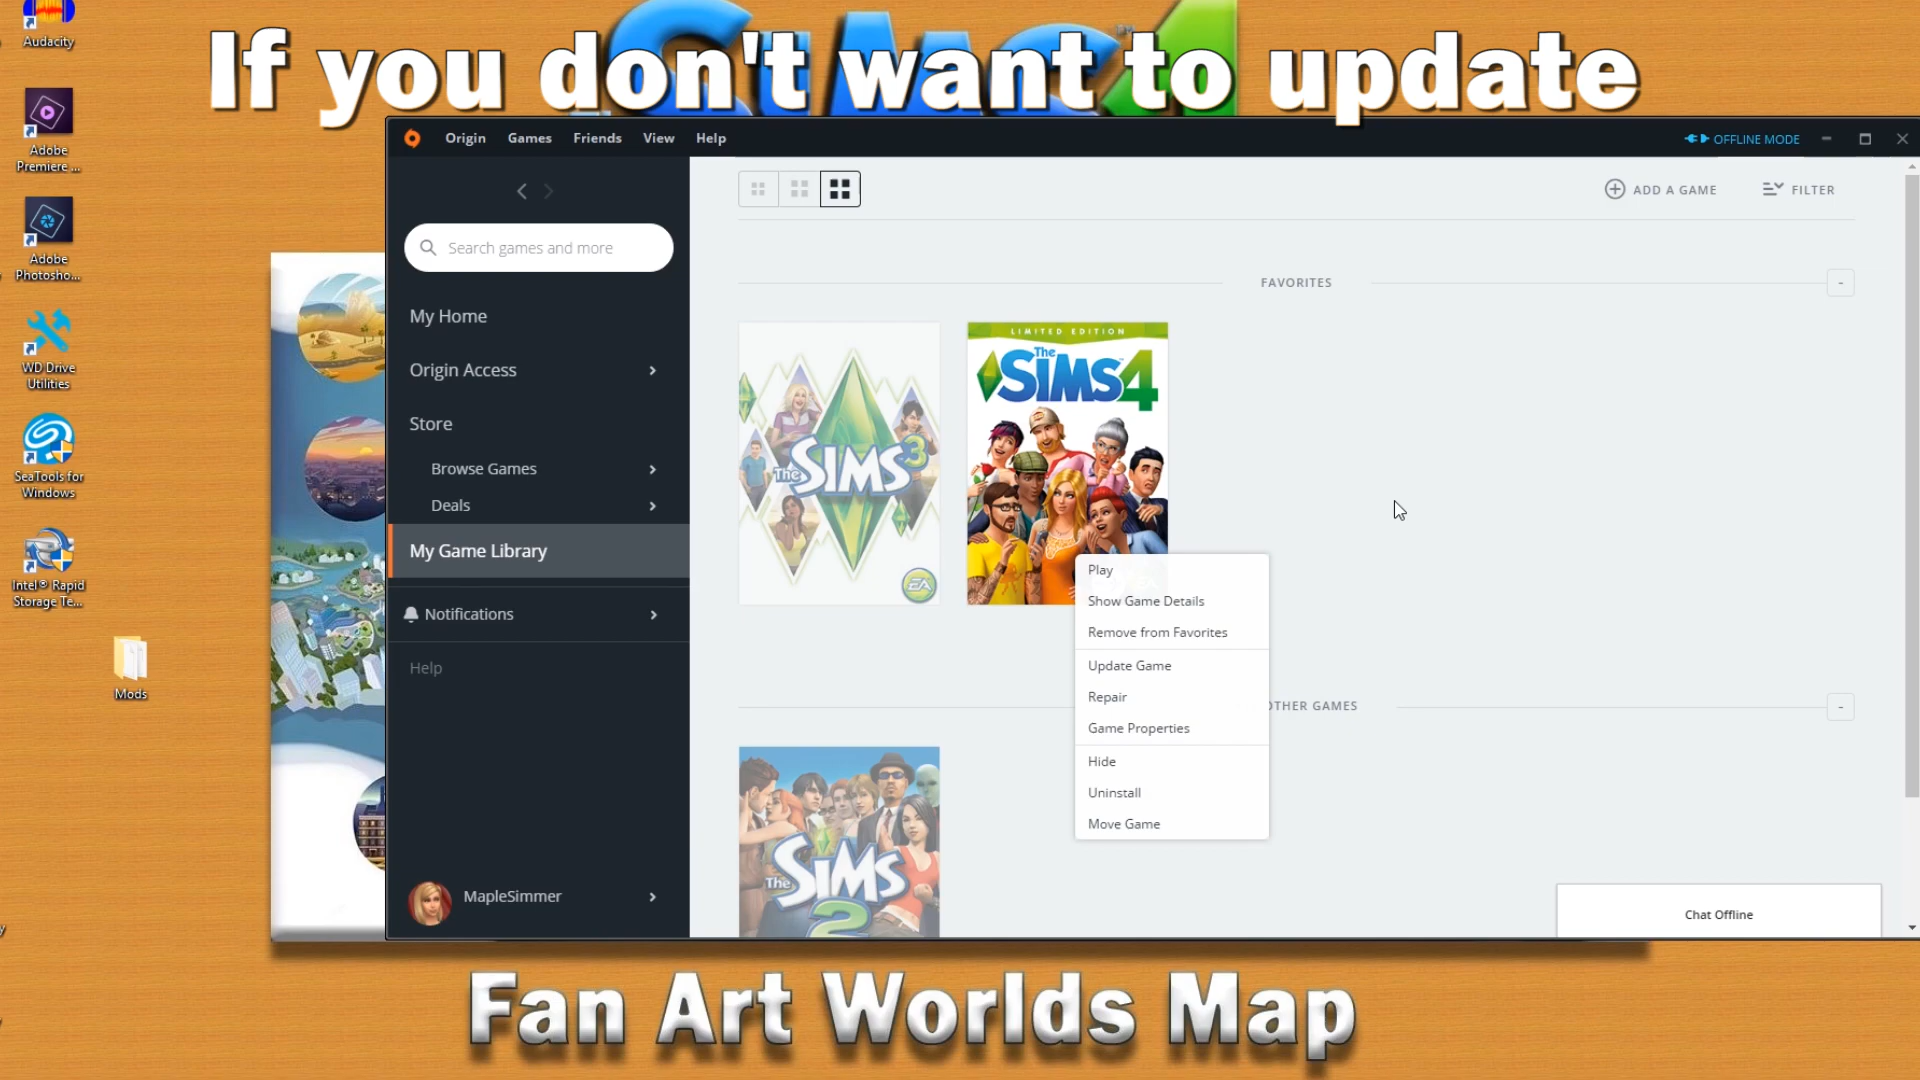 If you don't want to update
Audacity
Adobe
Premiere ...
Adobe
Photosho...
WD Drive
Utilities
SeaTools for
Windows
Intel® Rapid
Storage Te...
Mods
Origin Games Friends View Help
OFFLINE MODE
Search games and more
My Home
Origin Access
Store
Browse Games
Deals
My Game Library
Notifications
Help
MapleSimmer
ADD A GAME
FILTER
FAVORITES
The SIMS 3
EA
LIMITED EDITION
The SIMS 4
Play
Show Game Details
Remove from Favorites
Update Game
Repair
Game Properties
Hide
Uninstall
Move Game
OTHER GAMES
The SIMS 2
Chat Offline
Fan Art Worlds Map